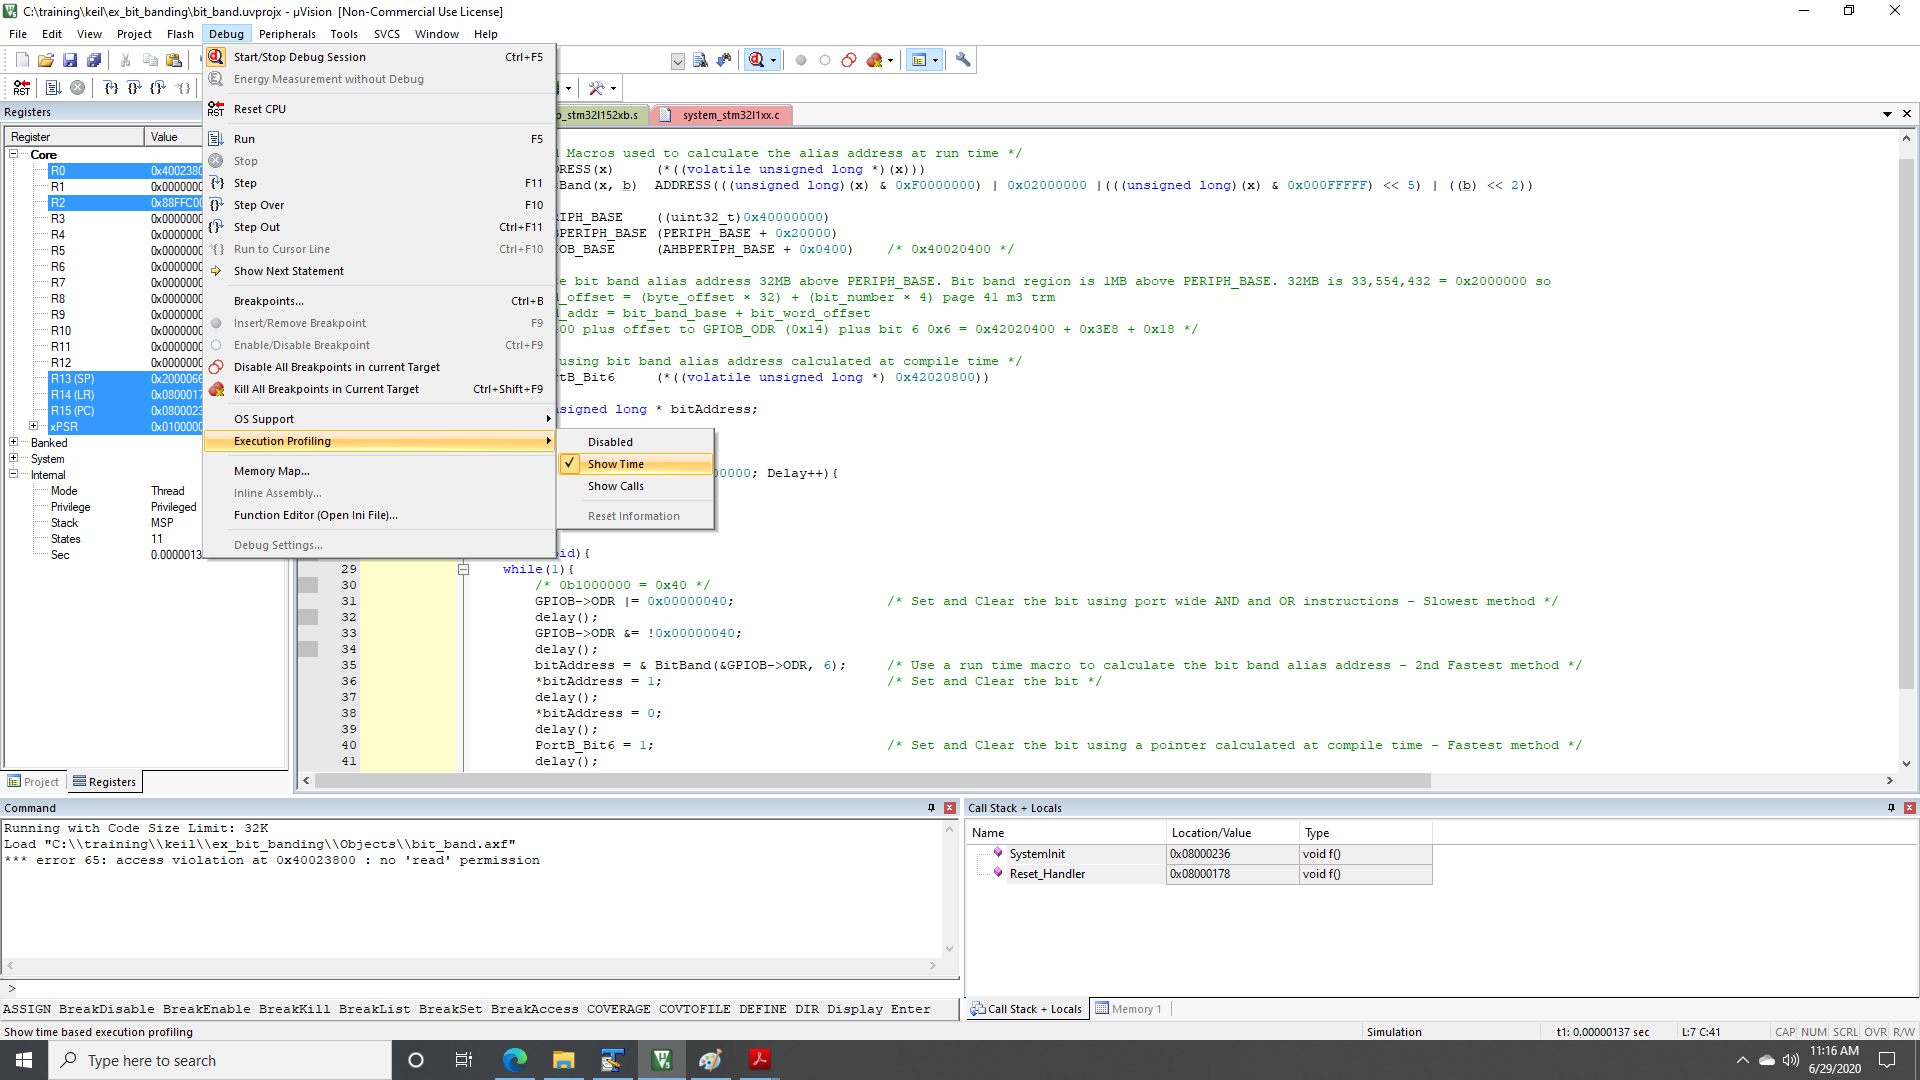 C:\training\keil\ex_bit_banding\bit_band.uvprojx - µVision  [Non-Commercial Use License]
File Edit View Project Flash Debug Peripherals Tools SVCS Window Help
Registers
Register Value
Core
R0 0x4002380
R1 0x0000000
R2 0x88FFC00
R3 0x0000000
R4 0x0000000
R5 0x0000000
R6 0x0000000
R7 0x0000000
R8 0x0000000
R9 0x0000000
R10 0x0000000
R11 0x0000000
R12 0x0000000
R13 (SP) 0x2000066
R14 (LR) 0x0800017
R15 (PC) 0x0800023
xPSR 0x0100000
Banked
System
Internal
Mode Thread
Privilege Privileged
Stack MSP
States 11
Sec 0.0000013
Project Registers
Start/Stop Debug Session Ctrl+F5
Energy Measurement without Debug
Reset CPU
Run F5
Stop
Step F11
Step Over F10
Step Out Ctrl+F11
Run to Cursor Line Ctrl+F10
Show Next Statement
Breakpoints... Ctrl+B
Insert/Remove Breakpoint F9
Enable/Disable Breakpoint Ctrl+F9
Disable All Breakpoints in current Target
Kill All Breakpoints in Current Target Ctrl+Shift+F9
OS Support
Execution Profiling
Memory Map...
Inline Assembly...
Function Editor (Open Ini File)...
Debug Settings...
Disabled
Show Time
Show Calls
Reset Information
_stm32l152xb.s system_stm32l1xx.c
Macros used to calculate the alias address at run time */
DRESS(x) (*((volatile unsigned long *)(x)))
Band(x, b) ADDRESS(((unsigned long)(x) & 0xF0000000) | 0x02000000 |(((unsigned long)(x) & 0x000FFFFF) << 5) | ((b) << 2))
RIPH_BASE ((uint32_t)0x40000000)
BPERIPH_BASE (PERIPH_BASE + 0x20000)
IOB_BASE (AHBPERIPH_BASE + 0x0400) /* 0x40020400 */
e bit band alias address 32MB above PERIPH_BASE. Bit band region is 1MB above PERIPH_BASE. 32MB is 33,554,432 = 0x2000000 so
_offset = (byte_offset × 32) + (bit_number × 4) page 41 m3 trm
_addr = bit_band_base + bit_word_offset
00 plus offset to GPIOB_ODR (0x14) plus bit 6 0x6 = 0x42020400 + 0x3E8 + 0x18 */
using bit band alias address calculated at compile time */
rtB_Bit6 (*((volatile unsigned long *) 0x42020800))
signed long * bitAddress;
00000; Delay++){
id){
29 while(1){
30 /* 0b1000000 = 0x40 */
31 GPIOB->ODR |= 0x00000040; /* Set and Clear the bit using port wide AND and OR instructions - Slowest method */
32 delay();
33 GPIOB->ODR &= !0x00000040;
34 delay();
35 bitAddress = & BitBand(&GPIOB->ODR, 6); /* Use a run time macro to calculate the bit band alias address - 2nd Fastest method */
36 *bitAddress = 1; /* Set and Clear the bit */
37 delay();
38 *bitAddress = 0;
39 delay();
40 PortB_Bit6 = 1; /* Set and Clear the bit using a pointer calculated at compile time - Fastest method */
41 delay();
Command
Running with Code Size Limit: 32K
Load "C:\\training\\keil\\ex_bit_banding\\Objects\\bit_band.axf"
*** error 65: access violation at 0x40023800 : no 'read' permission
>
ASSIGN BreakDisable BreakEnable BreakKill BreakList BreakSet BreakAccess COVERAGE COVTOFILE DEFINE DIR Display Enter
Call Stack + Locals
Name Location/Value Type
SystemInit 0x08000236 void f()
Reset_Handler 0x08000178 void f()
Call Stack + Locals Memory 1
Show time based execution profiling Simulation t1: 0.00000137 sec L:7 C:41 CAP NUM SCRL OVR R/W
Type here to search
11:16 AM
6/29/2020